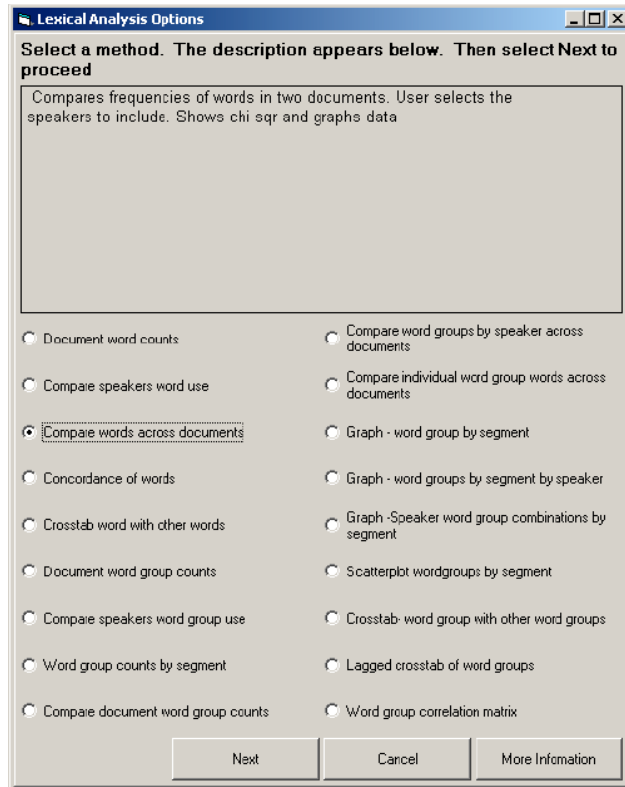 Lexical Analysis Options
Select a method. The description appears below. Then select Next to
proceed
Compares frequencies of words in two documents. User selects the
speakers to include. Shows chi sqr and graphs data
Document word counts
Compare speakers word use
Compare words across documents
Concordance of words
Crosstab word with other words
Document word group counts
Compare speakers word group use
Word group counts by segment
Compare document word group counts
Compare word groups by speaker across
documents
Compare individual word group words across
documents
Graph - word group by segment
Graph - word groups by segment by speaker
Graph -Speaker word group combinations by
segment
Scatterplot wordgroups by segment
Crosstab- word group with other word groups
Lagged crosstab of word groups
Word group correlation matrix
Next
Cancel
More Infomation